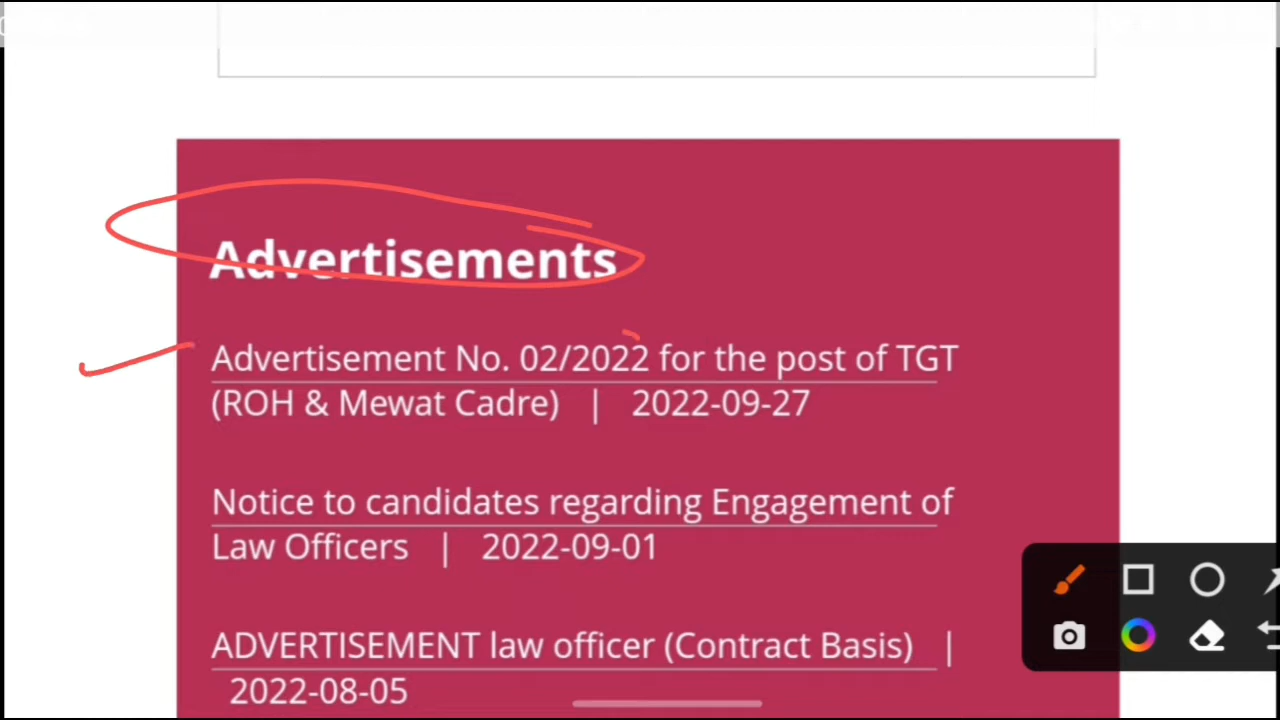 Advertisements
Advertisement No. 02/2022 for the post of TGT
(ROH & Mewat Cadre) | 2022-09-27
Notice to candidates regarding Engagement of
Law Officers | 2022-09-01
ADVERTISEMENT law officer (Contract Basis) |
2022-08-05